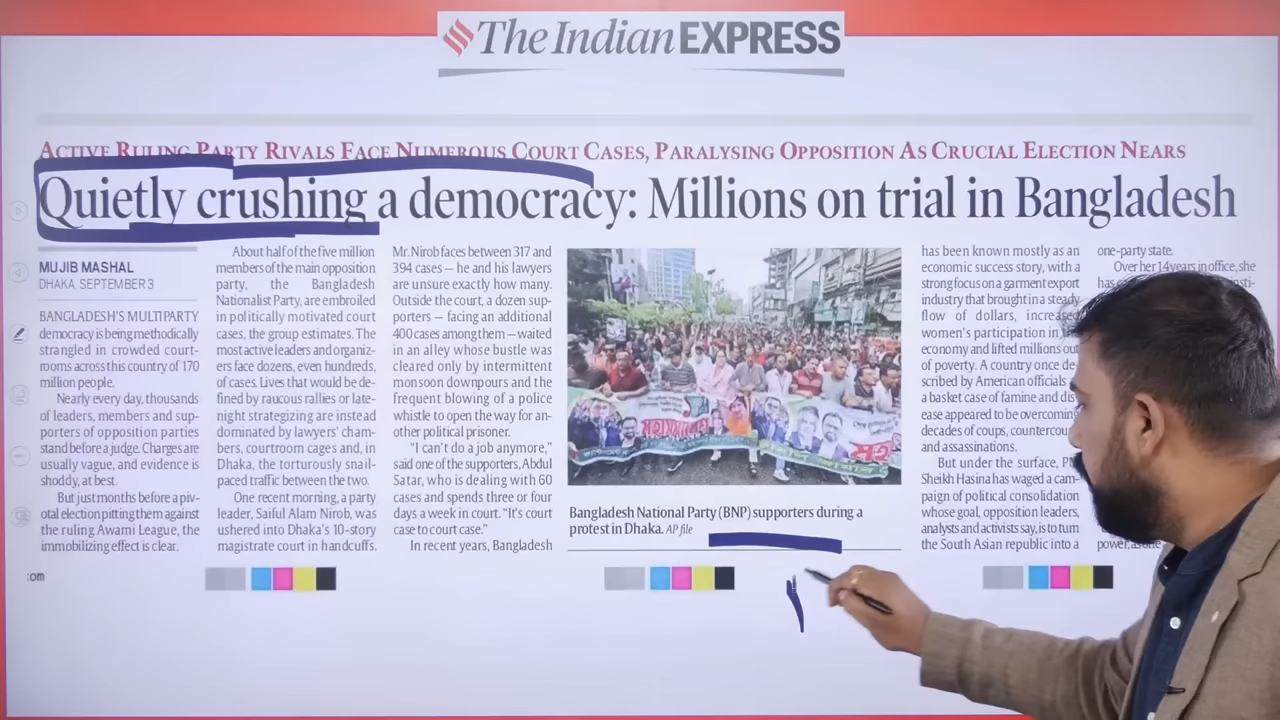 The Indian EXPRESS
ACTIVE RULING PARTY RIVALS FACE NUMEROUS COURT CASES, PARALYSING OPPOSITION AS CRUCIAL ELECTION NEARS
Quietly crushing a democracy: Millions on trial in Bangladesh
MUJIB MASHAL
DHAKA, SEPTEMBER 3
BANGLADESH'S MULTIPARTY
democracy is being methodically
strangled in crowded court-
rooms across this country of 170
million people.
Nearly every day, thousands
of leaders, members and sup-
porters of opposition parties
stand before a judge. Charges are
usually vague, and evidence is
shoddy, at best.
But just months before a piv-
otal election pitting them against
the ruling Awami League, the
immobilizing effect is clear.
About half of the five million
members of the main opposition
party, the Bangladesh
Nationalist Party, are embroiled
in politically motivated court
cases, the group estimates. The
most active leaders and organiz-
ers face dozens, even hundreds,
of cases. Lives that would be de-
fined by raucous rallies or late-
night strategizing are instead
dominated by lawyers' cham-
bers, courtroom cages and, in
Dhaka, the torturously snail-
paced traffic between the two.
One recent morning, a party
leader, Saiful Alam Nirob, was
ushered into Dhaka's 10-story
magistrate court in handcuffs.
Mr. Nirob faces between 317 and
394 cases — he and his lawyers
are unsure exactly how many.
Outside the court, a dozen sup-
porters — facing an additional
400 cases among them — waited
in an alley whose bustle was
cleared only by intermittent
monsoon downpours and the
frequent blowing of a police
whistle to open the way for an-
other political prisoner.
"I can't do a job anymore,"
said one of the supporters, Abdul
Satar, who is dealing with 60
cases and spends three or four
days a week in court. "It's court
case to court case."
In recent years, Bangladesh
Bangladesh National Party (BNP) supporters during a
protest in Dhaka. AP file
has been known mostly as an
economic success story, with a
strong focus on a garment export
industry that brought in a steady
flow of dollars, increased
women's participation in the
economy and lifted millions out
of poverty. A country once de-
scribed by American officials a
a basket case of famine and dis-
ease appeared to be overcoming
decades of coups, countercou
and assassinations.
But under the surface, PM
Sheikh Hasina has waged a cam-
paign of political consolidation
whose goal, opposition leaders,
analysts and activists say, is to turn
the South Asian republic into a
one-party state.
Over her 14 years in office, she
has
power,
:om